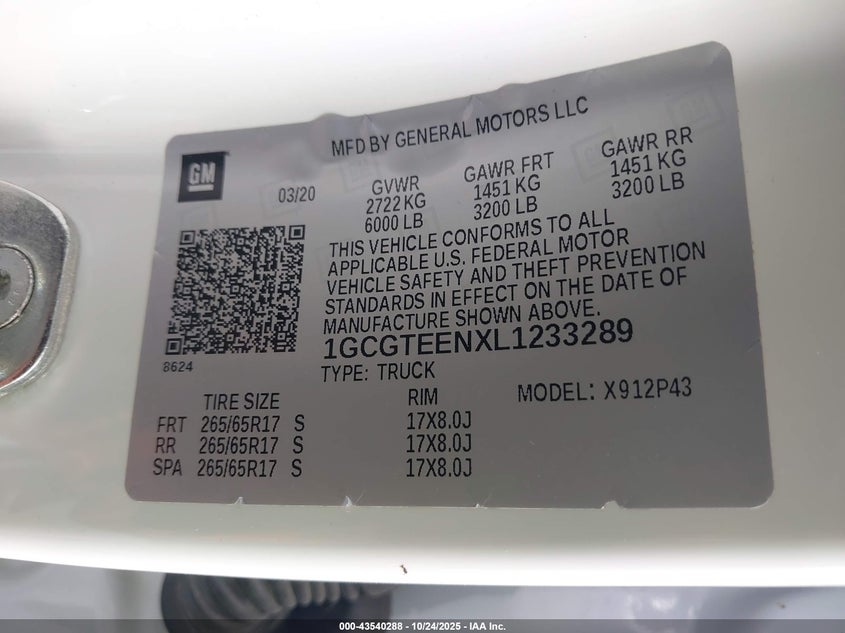 MFD BY GENERAL MOTORS LLC
GM
03/20
GVWR GAWR FRT GAWR RR
2722 KG 1451 KG 1451 KG
6000 LB 3200 LB 3200 LB
THIS VEHICLE CONFORMS TO ALL
APPLICABLE U.S. FEDERAL MOTOR
VEHICLE SAFETY AND THEFT PREVENTION
STANDARDS IN EFFECT ON THE DATE OF
MANUFACTURE SHOWN ABOVE.
1GCGTEENXL1233289
8624
TYPE: TRUCK
MODEL: X912P43
TIRE SIZE RIM
FRT 265/65R17 S 17X8.0J
RR 265/65R17 S 17X8.0J
SPA 265/65R17 S 17X8.0J
000-43540288 - 10/24/2025 - IAA Inc.